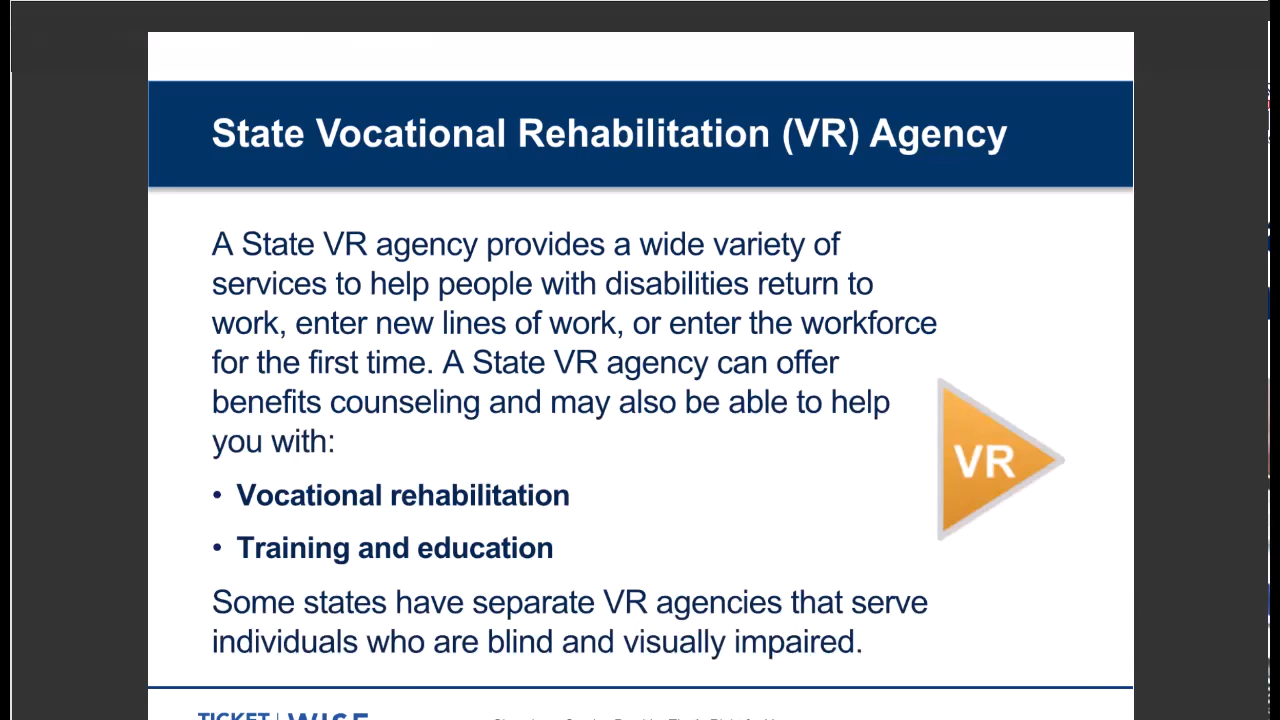 State Vocational Rehabilitation (VR) Agency
A State VR agency provides a wide variety of
services to help people with disabilities return to
work, enter new lines of work, or enter the workforce
for the first time. A State VR agency can offer
benefits counseling and may also be able to help
you with:
VR
• Vocational rehabilitation
• Training and education
Some states have separate VR agencies that serve
individuals who are blind and visually impaired.
TICKET | WISE